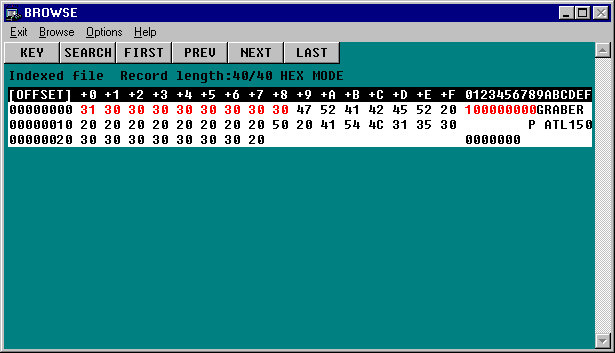 BROWSE
Exit Browse Options Help
KEY SEARCH FIRST PREV NEXT LAST
Indexed file  Record length:40/40 HEX MODE
[OFFSET] +0 +1 +2 +3 +4 +5 +6 +7 +8 +9 +A +B +C +D +E +F 0123456789ABCDEF
00000000 31 30 30 30 30 30 30 30 30 47 52 41 42 45 52 20 100000000GRABER
00000010 20 20 20 20 20 20 20 20 50 20 41 54 4C 31 35 30         P ATL150
00000020 30 30 30 30 30 30 30 20 0000000